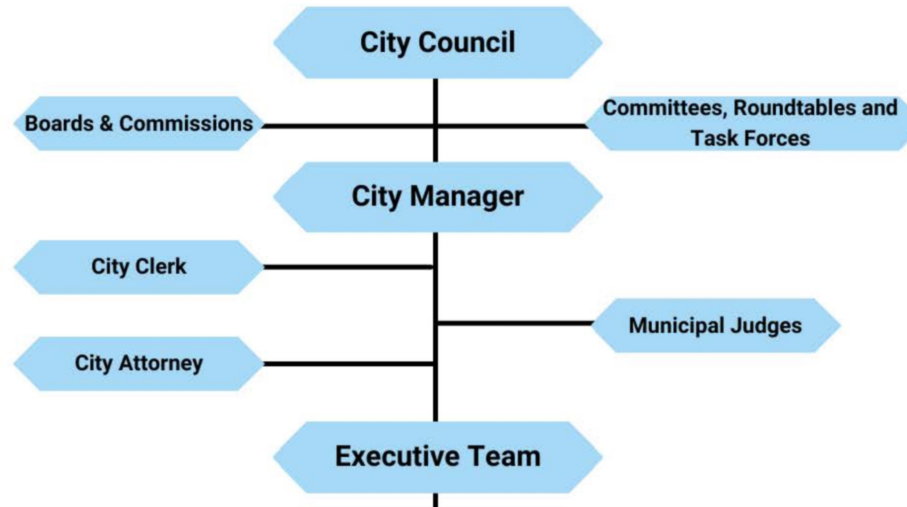 City Council
Boards & Commissions
Committees, Roundtables and
Task Forces
City Manager
City Clerk
Municipal Judges
City Attorney
Executive Team